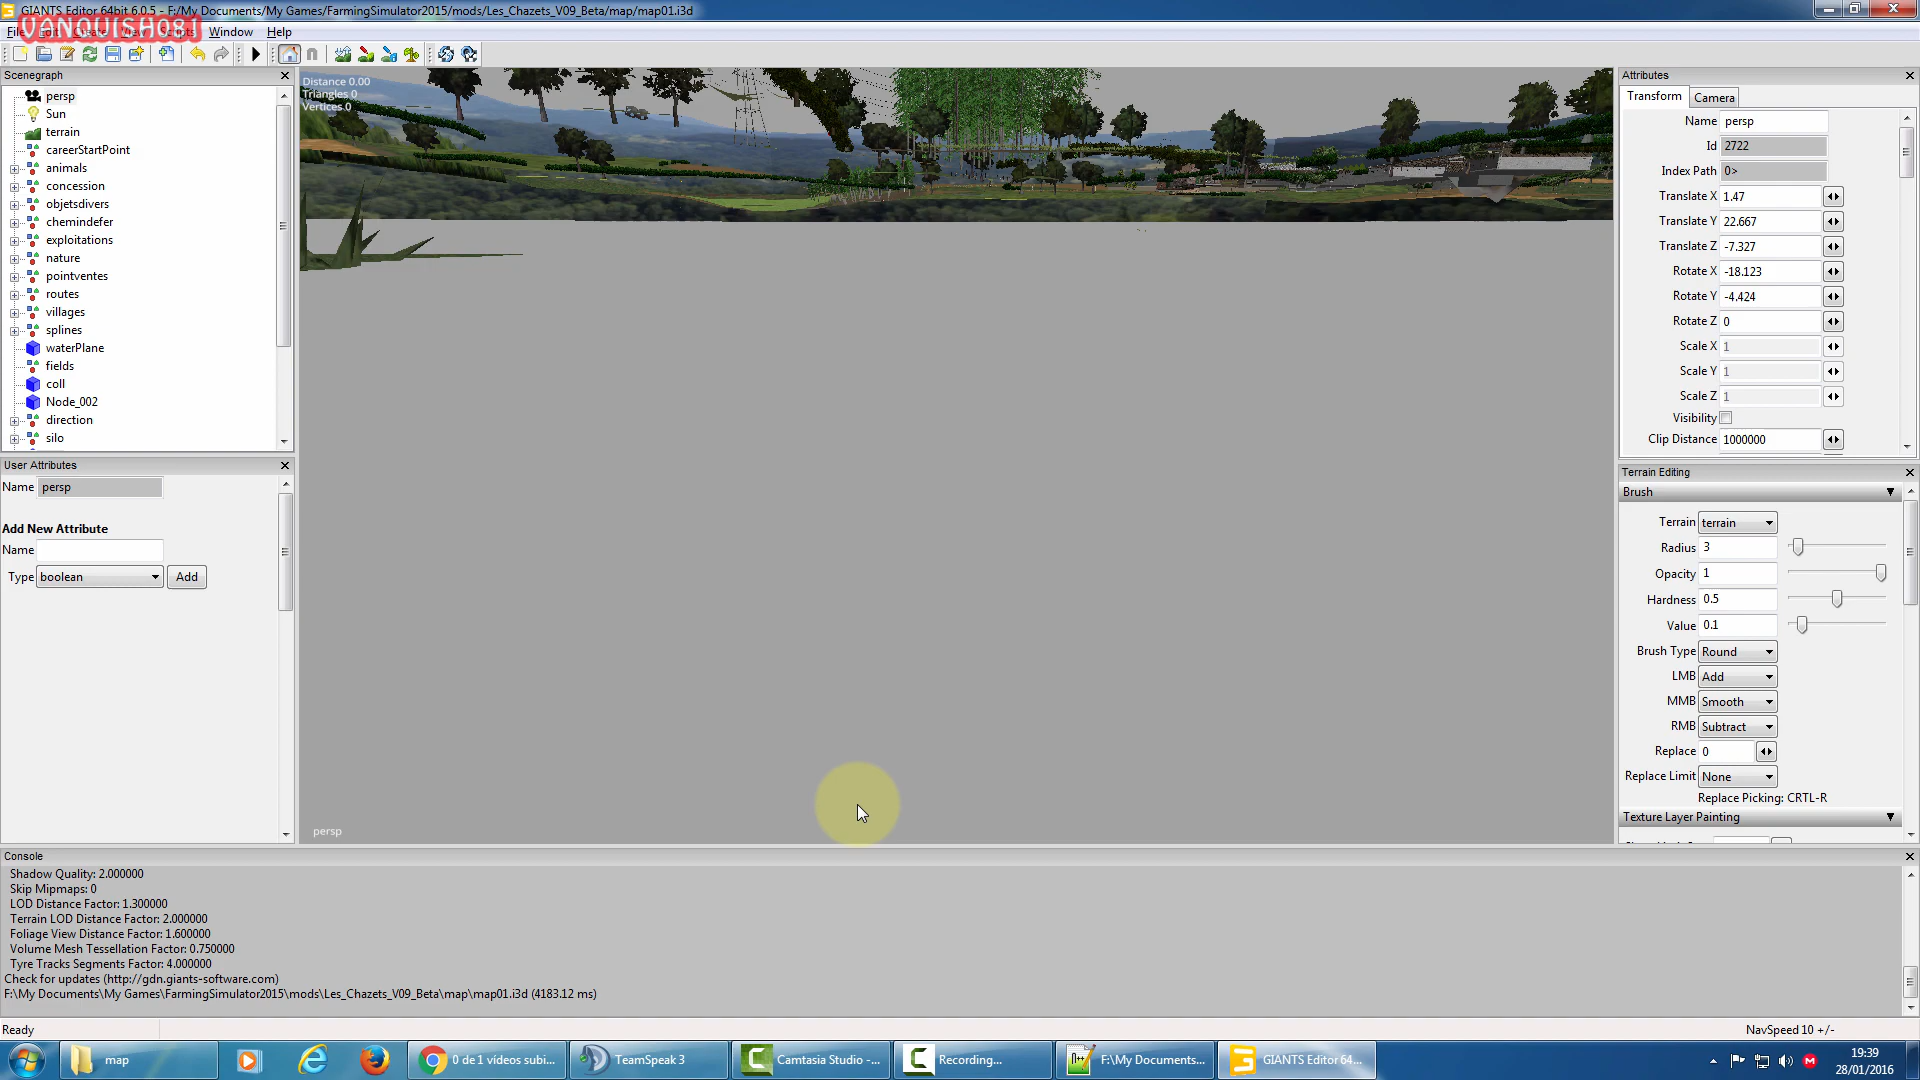 GIANTS Editor 64bit 6.0.5 - F:/My Documents/My Games/FarmingSimulator2015/mods/Les_Chazets_V09_Beta/map/map01.i3d
VANQUISH081
Window Help
Scenegraph
persp
Sun
terrain
careerStartPoint
animals
concession
objetsdivers
chemindefer
exploitations
nature
pointventes
routes
villages
splines
waterPlane
fields
coll
Node_002
direction
silo
User Attributes
Name persp
Add New Attribute
Name
Type boolean Add
Distance 0.00
Triangles 0
Vertices 0
persp
Attributes
Transform Camera
Name persp
Id 2722
Index Path 0>
Translate X 1.47
Translate Y 22.667
Translate Z -7.327
Rotate X -18.123
Rotate Y -4.424
Rotate Z 0
Scale X 1
Scale Y 1
Scale Z 1
Visibility
Clip Distance 1000000
Terrain Editing
Brush
Terrain terrain
Radius 3
Opacity 1
Hardness 0.5
Value 0.1
Brush Type Round
LMB Add
MMB Smooth
RMB Subtract
Replace 0
Replace Limit None
Replace Picking: CRTL-R
Texture Layer Painting
Console
Shadow Quality: 2.000000
Skip Mipmaps: 0
LOD Distance Factor: 1.300000
Terrain LOD Distance Factor: 2.000000
Foliage View Distance Factor: 1.600000
Volume Mesh Tessellation Factor: 0.750000
Tyre Tracks Segments Factor: 4.000000
Check for updates (http://gdn.giants-software.com)
F:\My Documents\My Games\FarmingSimulator2015\mods\Les_Chazets_V09_Beta\map\map01.i3d (4183.12 ms)
Ready
NavSpeed 10 +/-
map
0 de 1 vídeos subi...
TeamSpeak 3
Camtasia Studio -...
Recording...
F:\My Documents...
GIANTS Editor 64...
19:39
28/01/2016